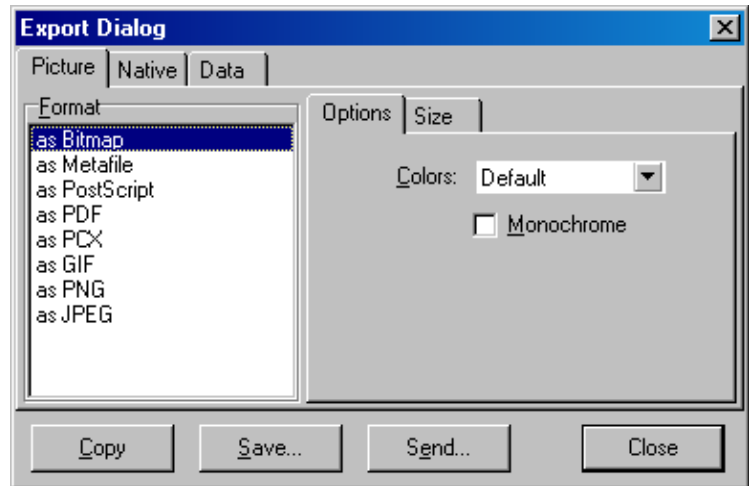 Export Dialog
Picture Native Data
Format
as Bitmap
as Metafile
as PostScript
as PDF
as PCX
as GIF
as PNG
as JPEG
Options Size
Colors: Default
Monochrome
Copy Save... Send... Close